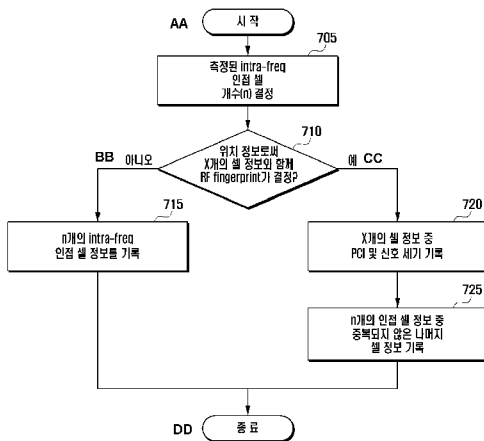 AA
시 작
705
측정된 intra-freq
인접 셀
개수(n) 결정
710
위치 정보로써
X개의 셀 정보와 함께
RF fingerprint가 결정?
BB 아니오
예 CC
715
n개의 intra-freq
인접 셀 정보를 기록
720
X개의 셀 정보 중
PCI 및 신호 세기 기록
725
n개의 인접 셀 정보 중
중복되지 않은 나머지
셀 정보 기록
DD
종 료